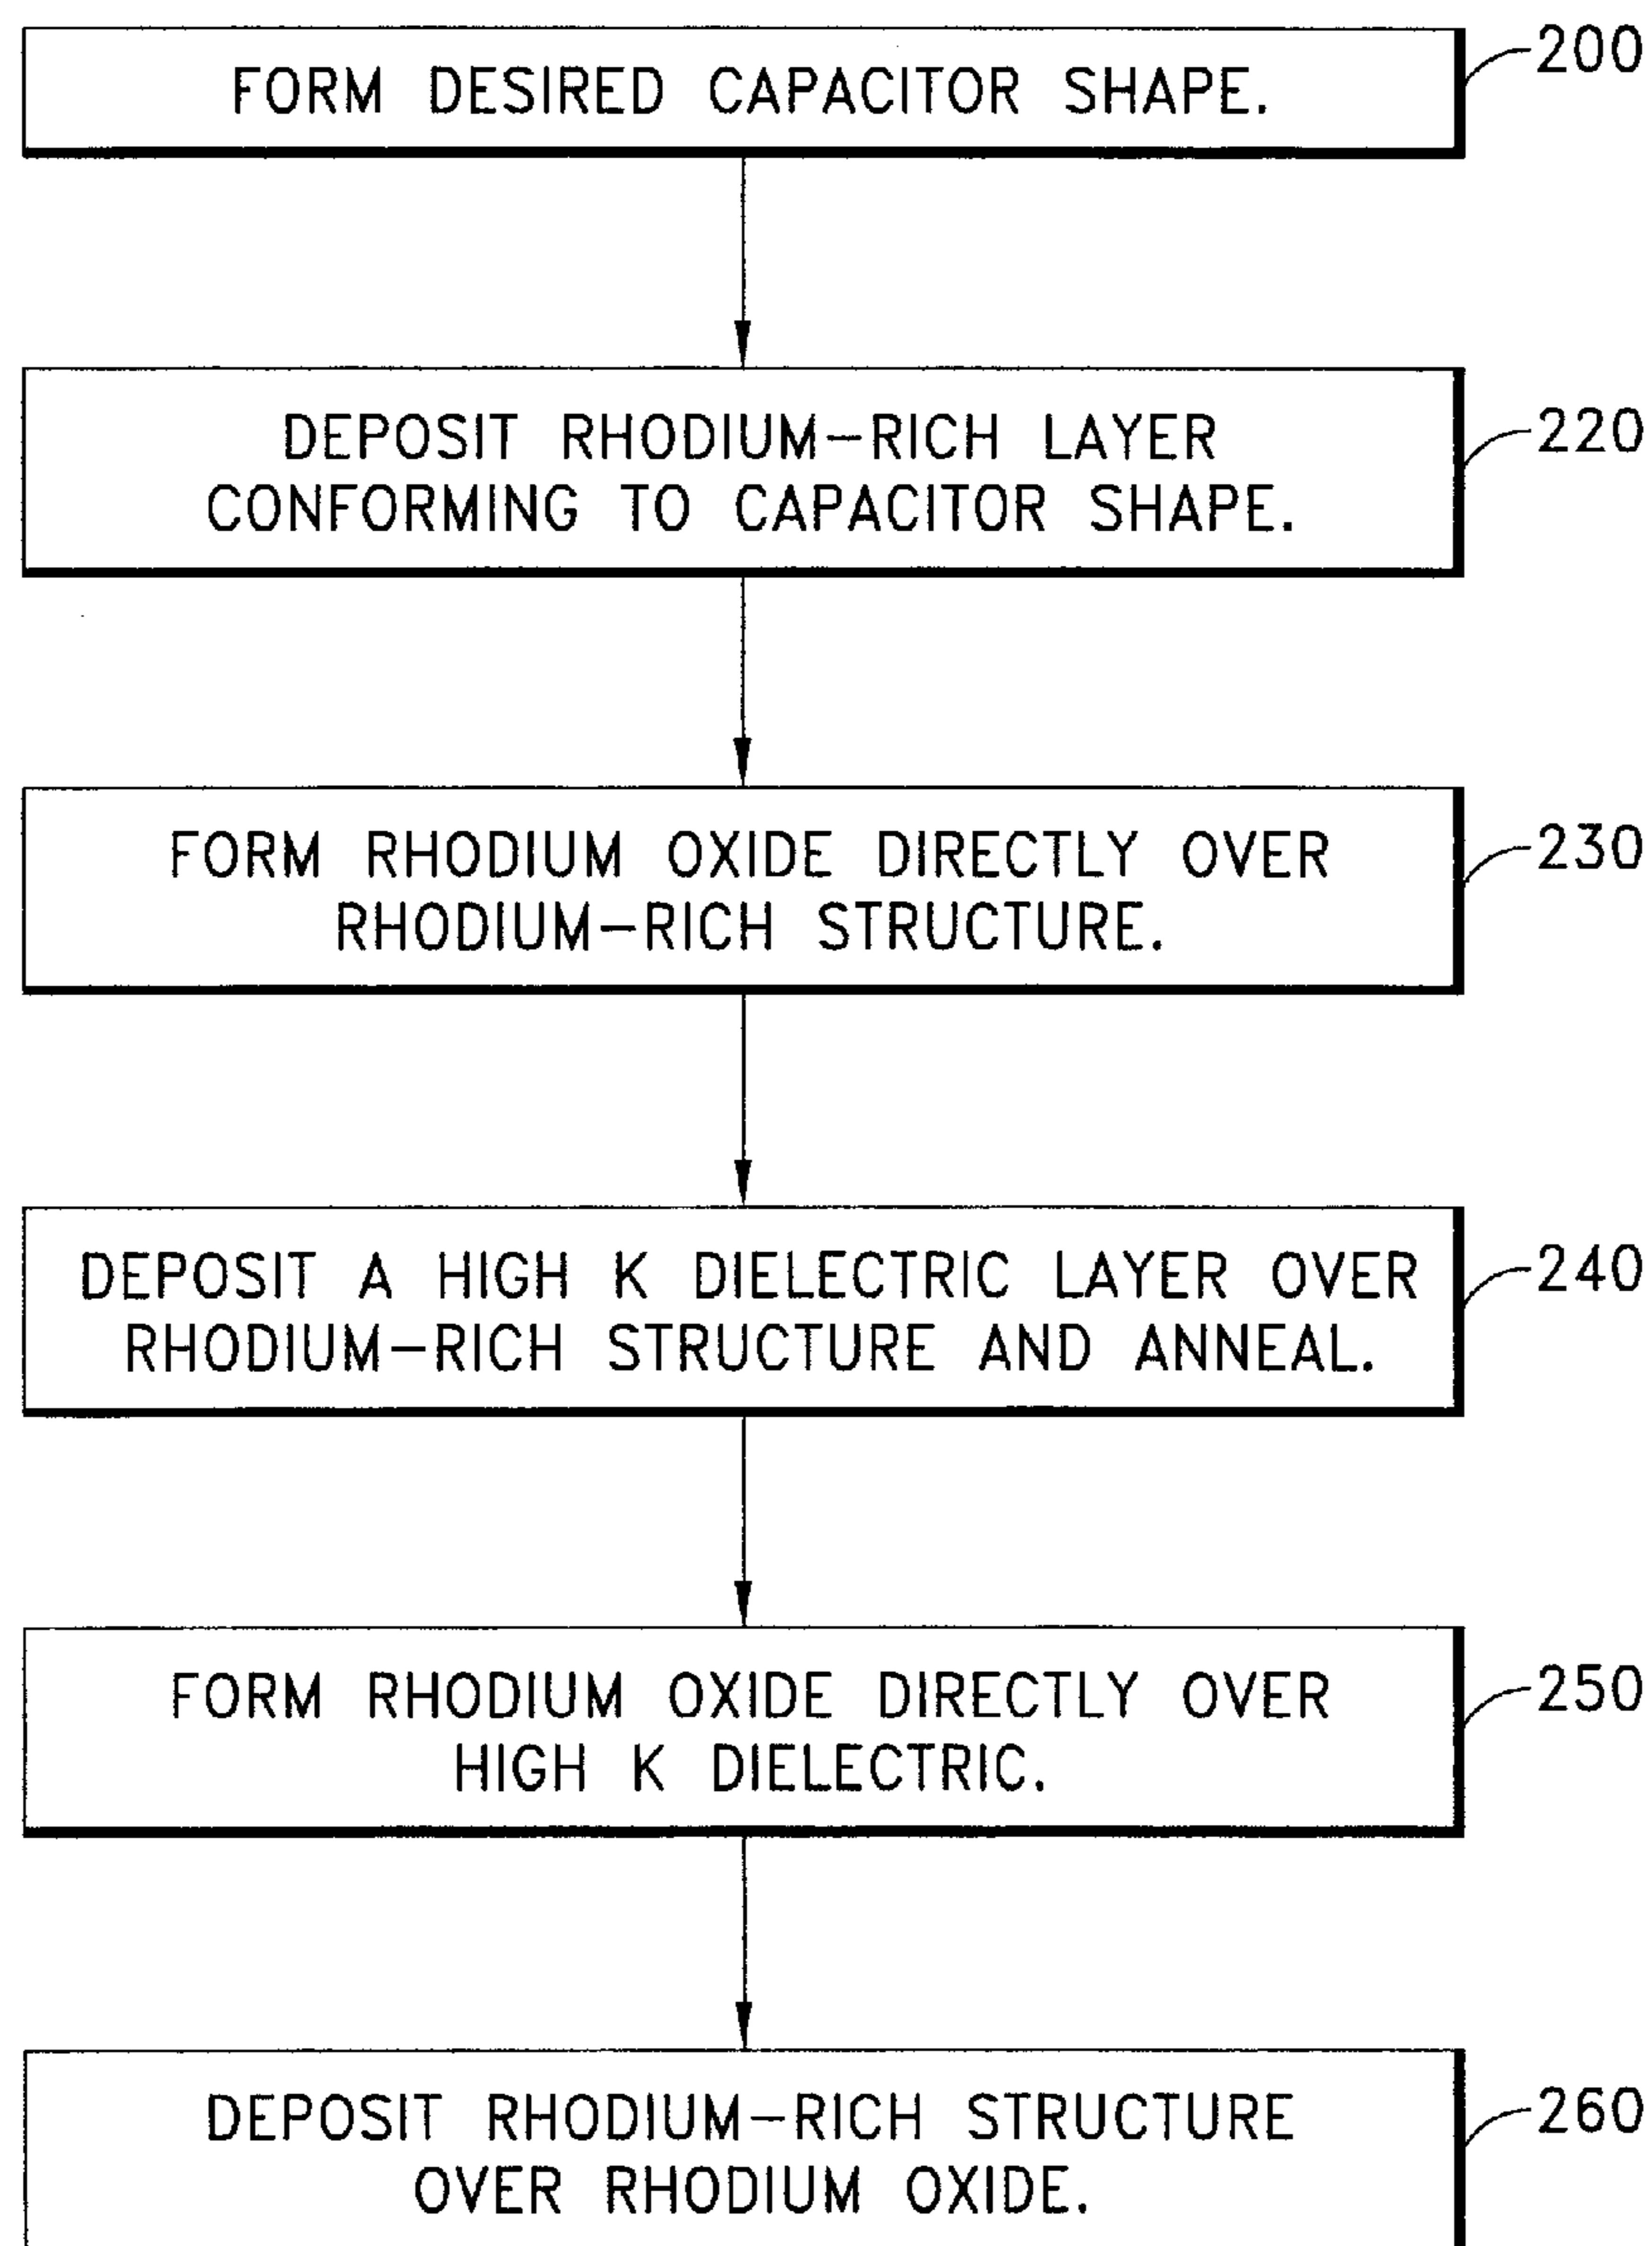 FORM DESIRED CAPACITOR SHAPE.
200
DEPOSIT RHODIUM-RICH LAYER
CONFORMING TO CAPACITOR SHAPE.
220
FORM RHODIUM OXIDE DIRECTLY OVER
RHODIUM-RICH STRUCTURE.
230
DEPOSIT A HIGH K DIELECTRIC LAYER OVER
RHODIUM-RICH STRUCTURE AND ANNEAL.
240
FORM RHODIUM OXIDE DIRECTLY OVER
HIGH K DIELECTRIC.
250
DEPOSIT RHODIUM-RICH STRUCTURE
OVER RHODIUM OXIDE.
260